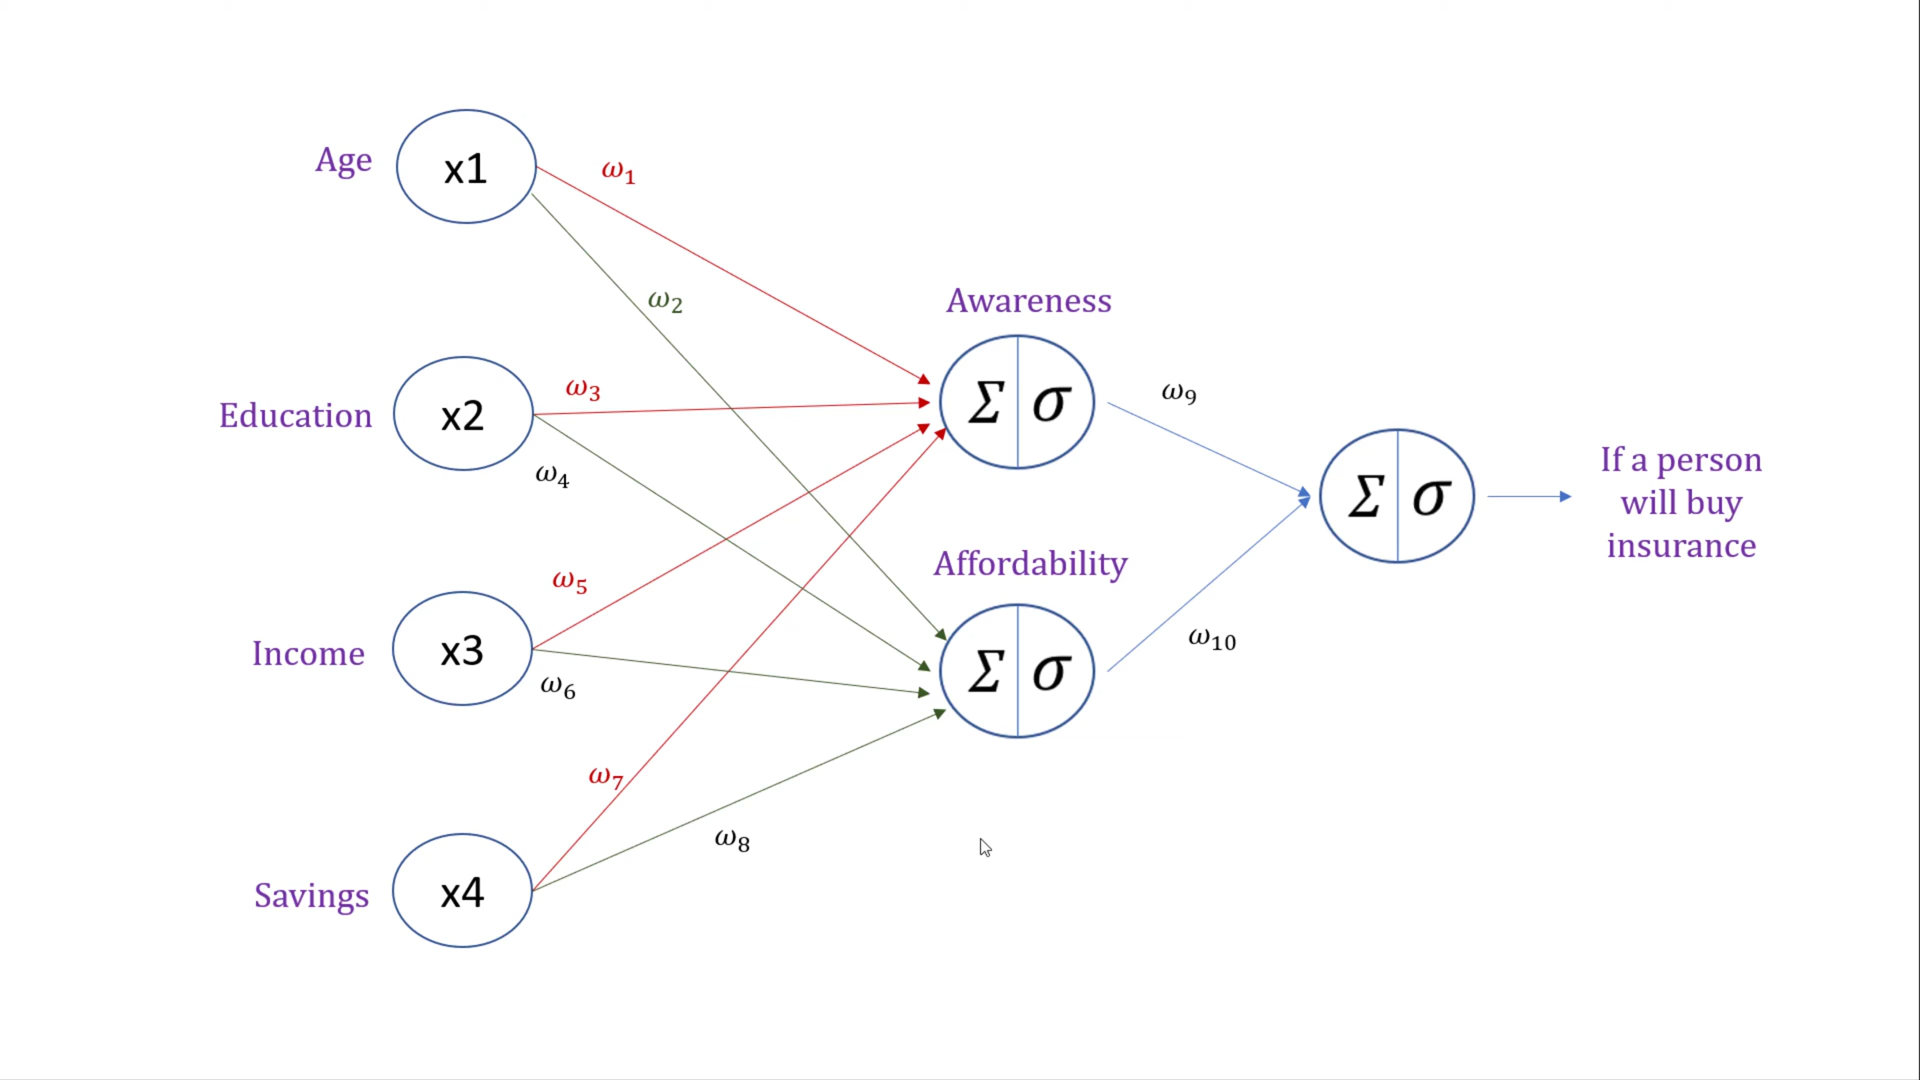 Age
x1
ω1
ω2
Education
x2
ω3
ω4
Income
x3
ω5
ω6
Savings
x4
ω7
ω8
Awareness
Σ σ
ω9
Affordability
Σ σ
ω10
Σ σ
If a person
will buy
insurance